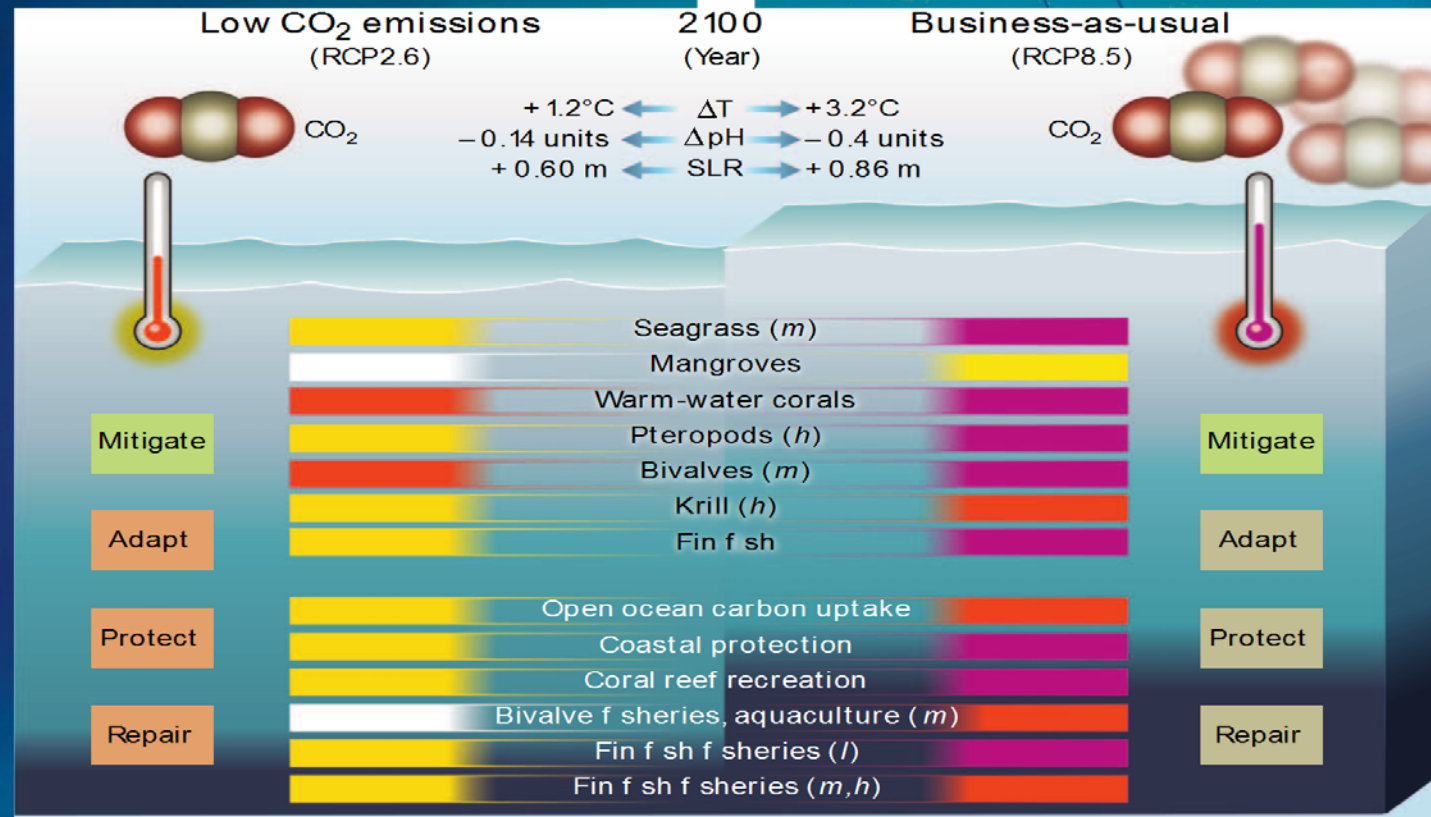 Low CO₂ emissions 2100 Business-as-usual
(RCP2.6) (Year) (RCP8.5)
+1.2°C ΔT +3.2°C
CO₂ −0.14 units ΔpH −0.4 units CO₂
+0.60 m SLR +0.86 m
Seagrass (m)
Mangroves
Warm-water corals
Pteropods (h)
Mitigate Mitigate
Bivalves (m)
Krill (h)
Adapt Adapt
Fin f sh
Open ocean carbon uptake
Protect Protect
Coastal protection
Coral reef recreation
Bivalve f sheries, aquaculture (m)
Repair Repair
Fin f sh f sheries (l)
Fin f sh f sheries (m,h)